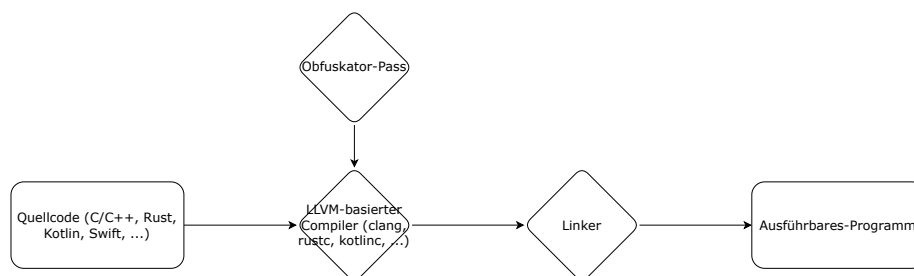 Obfuskator-Pass
Quellcode (C/C++, Rust,
Kotlin, Swift, ...)
LLVM-basierter
Compiler (clang,
rustc, kotlinc, ...)
Linker
Ausführbares-Programm